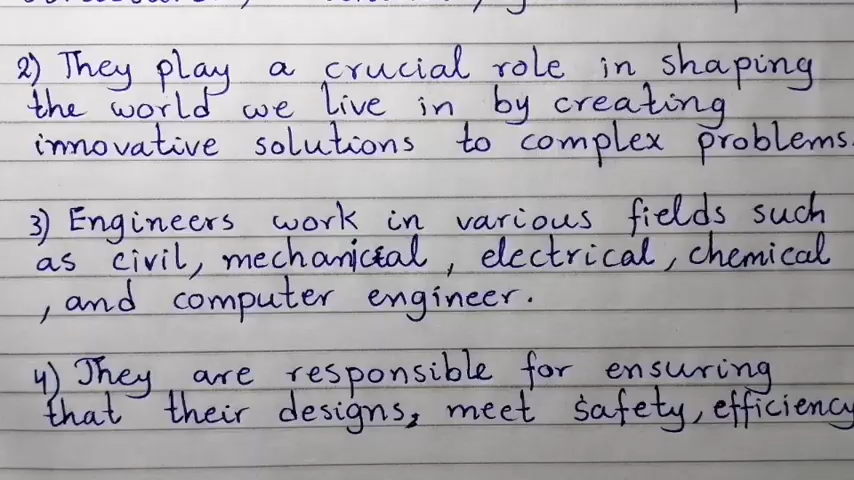 2) They play a crucial role in shaping
the world we live in by creating
innovative solutions to complex problems.
3) Engineers work in various fields such
as civil, mechanical, electrical, chemical
, and computer engineer.
4) They are responsible for ensuring
that their designs, meet safety, efficiency